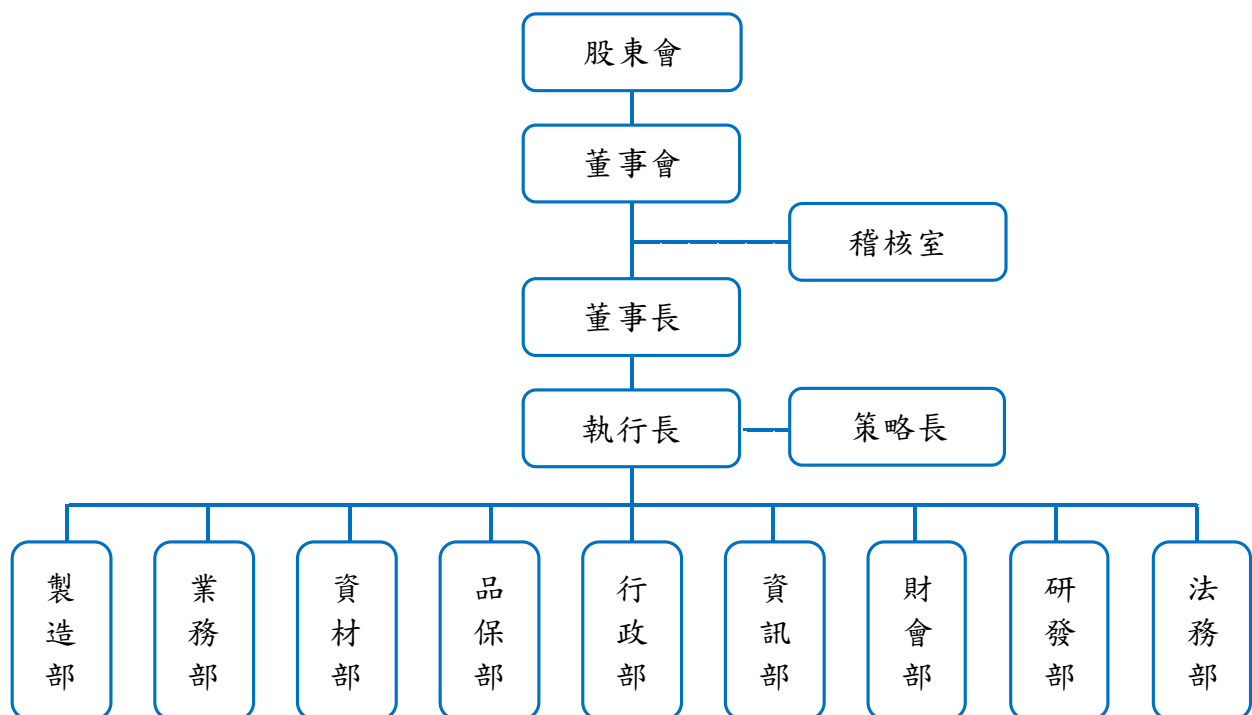 股東會
董事會
稽核室
董事長
執行長
策略長
製造部
業務部
資材部
品保部
行政部
資訊部
財會部
研發部
法務部